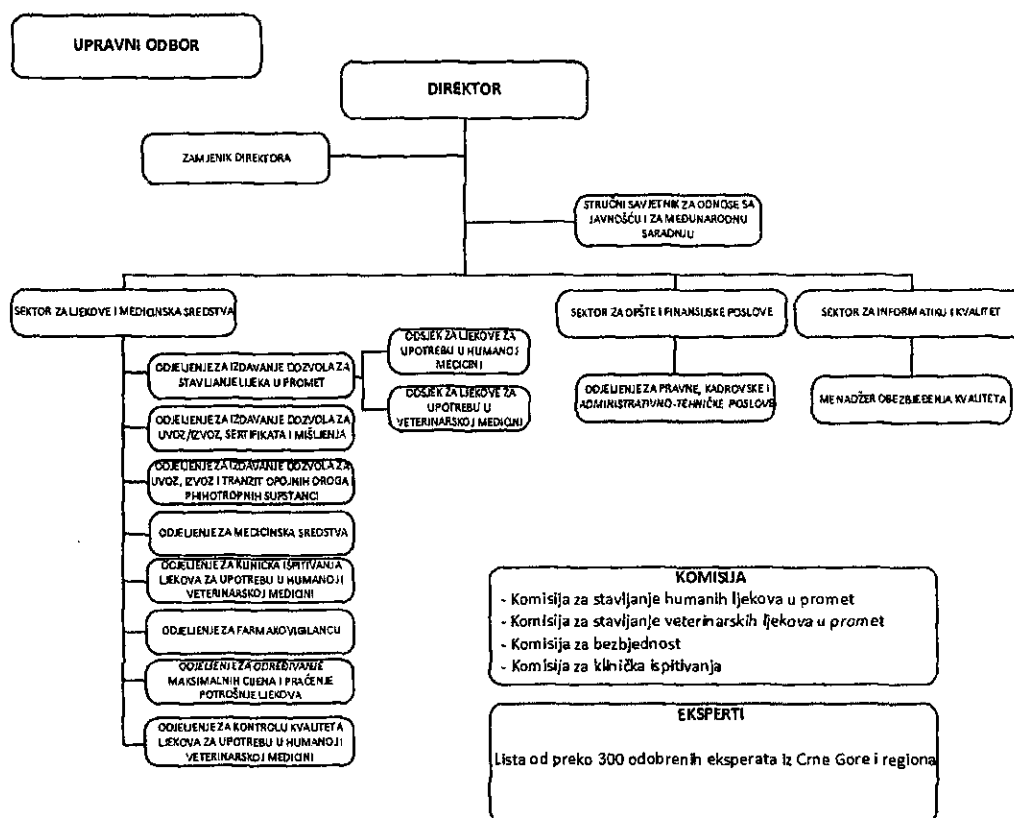 UPRAVNI ODBOR
DIREKTOR
ZAMJENIK DIREKTORA
STRUČNI SAVJETNIK ZA ODNOSE SA
JAVNOŠĆU I ZA MEĐUNARODNU
SARADNJU
SEKTOR ZA LJEKOVE I MEDICINSKA SREDSTVA
SEKTOR ZA OPŠTE I FINANSIJSKE POSLOVE
SEKTOR ZA INFORMATIKU I KVALITET
ODJELJENJE ZA IZDAVANJE DOZVOLA ZA
STAVLJANJE LIJEKA U PROMET
ODSJEK ZA LJEKOVE ZA
UPOTREBU U HUMANOJ
MEDICINI
ODSJEK ZA LJEKOVE ZA
UPOTREBU U
VETERINARSKOJ MEDICINI
ODJELJENJE ZA PRAVNE, KADROVSKE I
ADMINISTRATIVNO-TEHNIČKE POSLOVE
MENADŽER OBEZBJEĐENJA KVALITETA
ODJELJENJE ZA IZDAVANJE DOZVOLA ZA
UVOZ/IZVOZ, SERTIFIKATA I MIŠLJENJA
ODJELJENJE ZA IZDAVANJE DOZVOLA ZA
UVOZ, IZVOZ I TRANZIT OPOJNIH DROGA
PHIHOTROPNIH SUPSTANCI
ODJELJENJE ZA MEDICINSKA SREDSTVA
ODJELJENJE ZA KLINIČKA ISPITIVANJA
LJEKOVA ZA UPOTREBU U HUMANOJ I
VETERINARSKOJ MEDICINI
ODJELJENJE ZA FARMAKOVIGILANCU
ODJELJENJE ZA ODREĐIVANJE
MAKSIMALNIH CIJENA I PRAĆENJE
POTROŠNJE LJEKOVA
ODJELJENJE ZA KONTROLU KVALITETA
LJEKOVA ZA UPOTREBU U HUMANOJ I
VETERINARSKOJ MEDICINI
KOMISIJA
- Komisija za stavljanje humanih ljekova u promet
- Komisija za stavljanje veterinarskih ljekova u promet
- Komisija za bezbjednost
- Komisija za klinička ispitivanja
EKSPERTI
Lista od preko 300 odobrenih eksperata iz Crne Gore i regiona